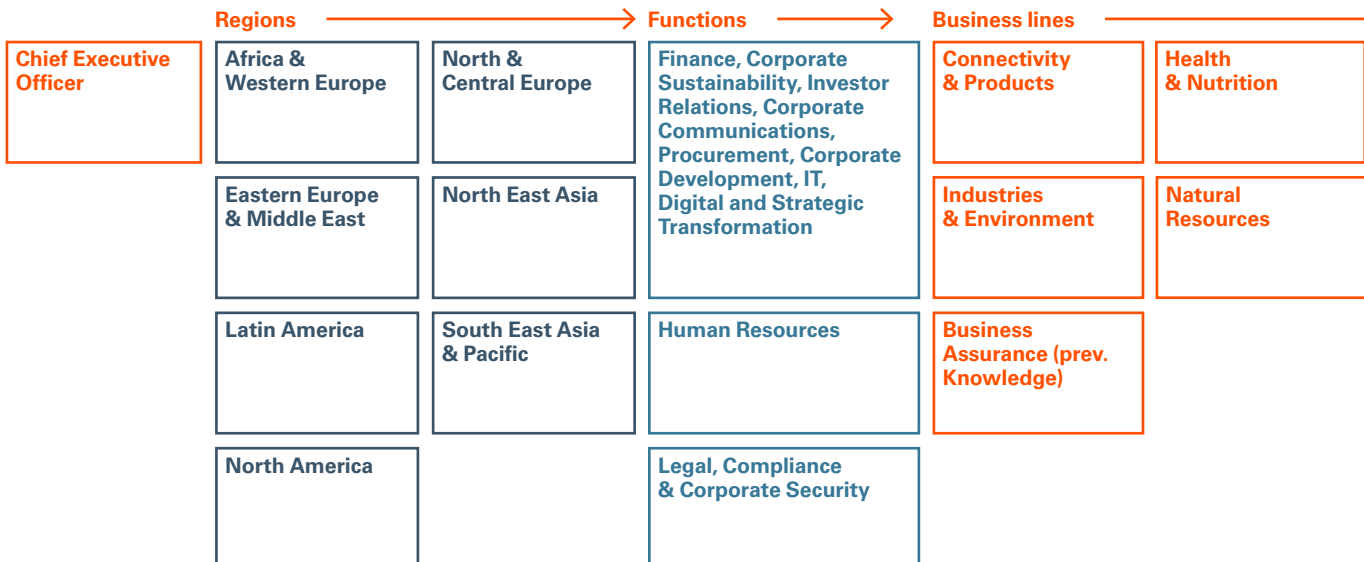 Regions
Functions
Business lines
Chief Executive
Officer
Africa &
Western Europe
North &
Central Europe
Finance, Corporate
Sustainability, Investor
Relations, Corporate
Communications,
Procurement, Corporate
Development, IT,
Digital and Strategic
Transformation
Connectivity
& Products
Health
& Nutrition
Eastern Europe
& Middle East
North East Asia
Industries
& Environment
Natural
Resources
Latin America
South East Asia
& Pacific
Human Resources
Business
Assurance (prev.
Knowledge)
North America
Legal, Compliance
& Corporate Security